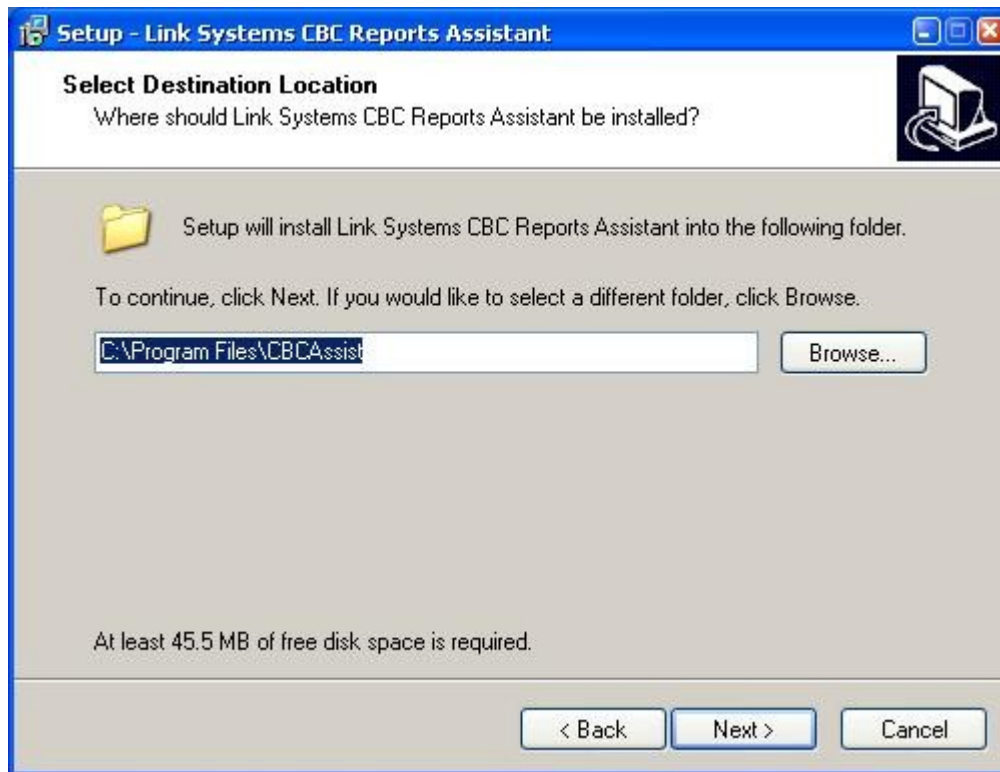 Setup - Link Systems CBC Reports Assistant
Select Destination Location
Where should Link Systems CBC Reports Assistant be installed?
Setup will install Link Systems CBC Reports Assistant into the following folder.
To continue, click Next. If you would like to select a different folder, click Browse.
C:\Program Files\CBCAssist
Browse...
At least 45.5 MB of free disk space is required.
< Back
Next >
Cancel